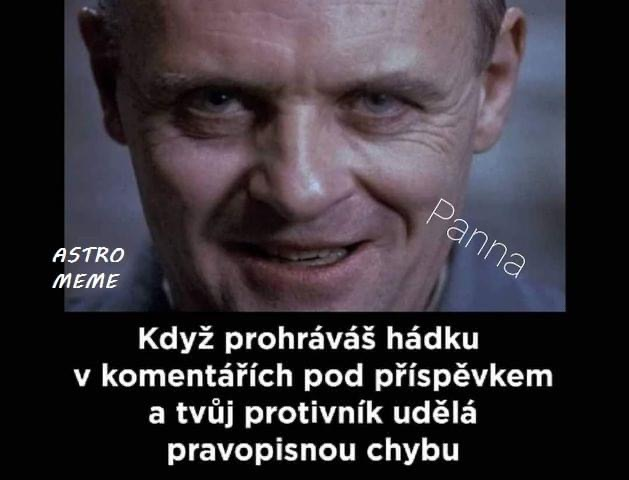 ASTRO
MEME
Panna
Když prohráváš hádku
v komentářích pod příspěvkem
a tvůj protivník udělá
pravopisnou chybu